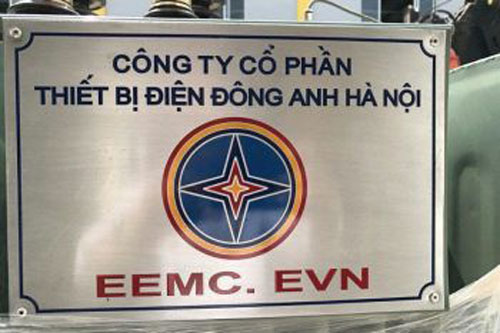 CÔNG TY CỔ PHẦN
THIẾT BỊ ĐIỆN ĐÔNG ANH HÀ NỘI
EEMC. EVN